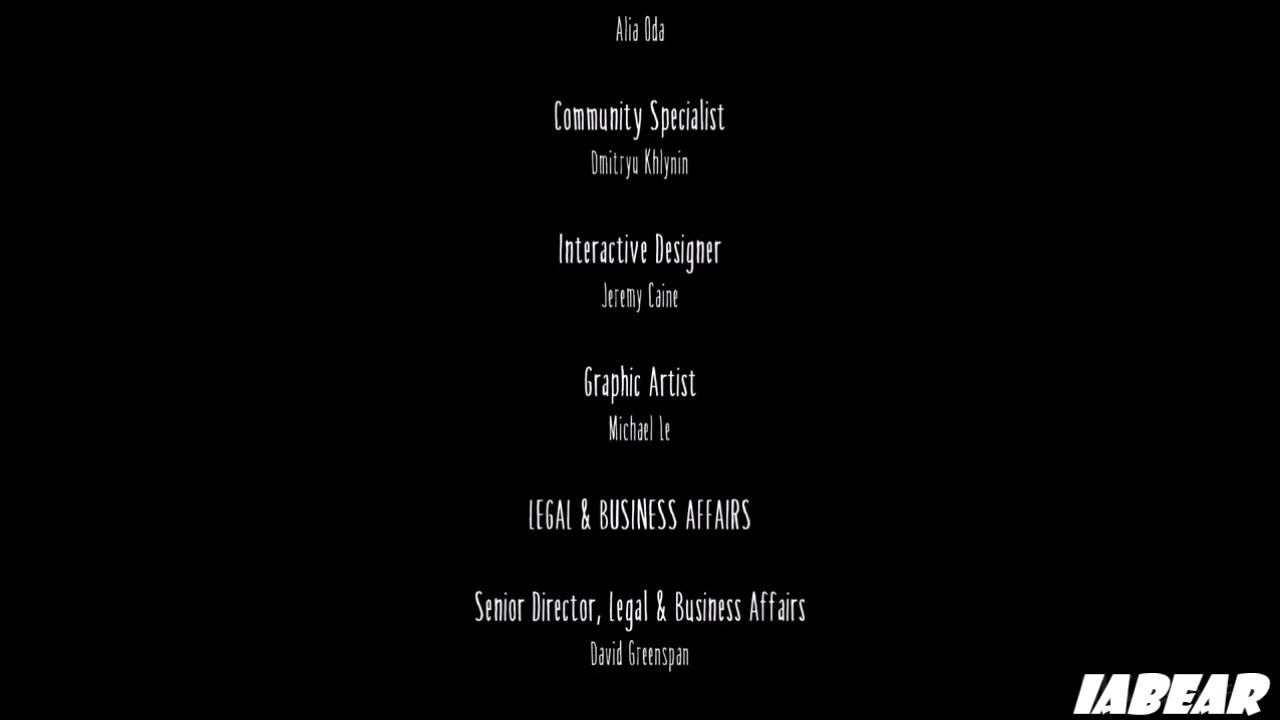 Alia Oda
Community Specialist
Dmitryu Khlynin
Interactive Designer
Jeremy Caine
Graphic Artist
Michael Le
LEGAL & BUSINESS AFFAIRS
Senior Director, Legal & Business Affairs
David Greenspan
IABEAR